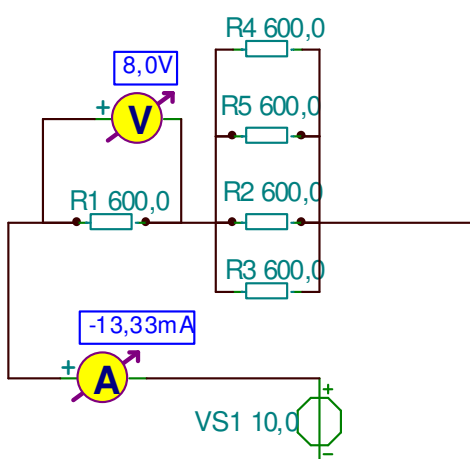 R4 600,0
8,0V
+
V
R5 600,0
R1 600,0
R2 600,0
R3 600,0
-13,33mA
+
A
+
VS1 10,0
-